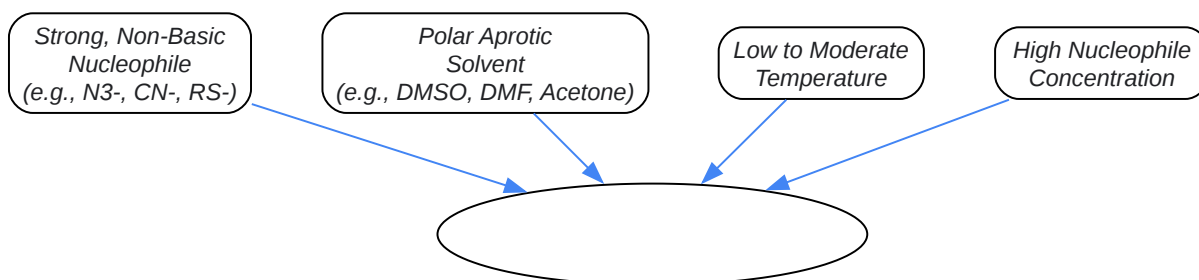 Strong, Non-Basic
Nucleophile
(e.g., N3-, CN-, RS-)
Polar Aprotic
Solvent
(e.g., DMSO, DMF, Acetone)
Low to Moderate
Temperature
High Nucleophile
Concentration